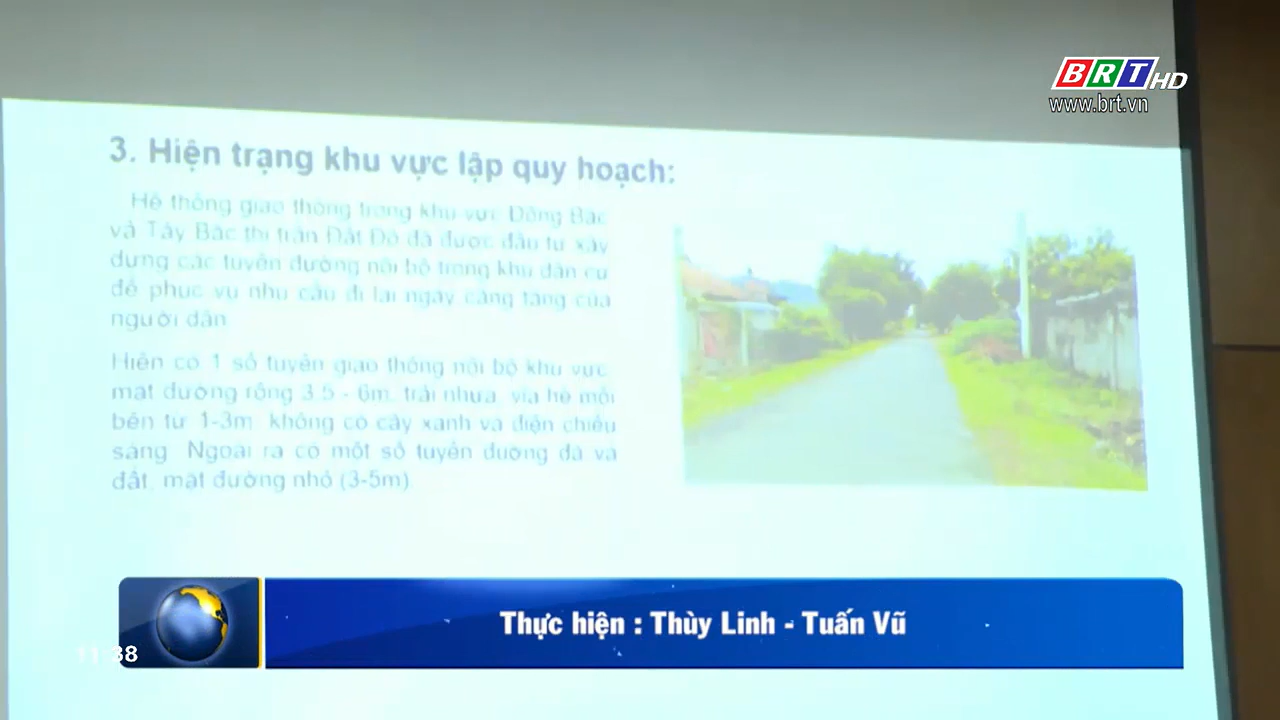 BRT HD
www.brt.vn
3. Hiện trạng khu vực lập quy hoạch:
Hệ thống giao thông trong khu vực Đông Bắc
và Tây Bắc thị trấn Đất Đỏ đã được đầu tư xây
dựng các tuyến đường nội bộ trong khu dân cư
để phục vụ nhu cầu đi lại ngày càng tăng của
người dân
Hiện có 1 số tuyến giao thông nội bộ khu vực
mặt đường rộng 3.5 - 6m, trải nhựa, vỉa hè mỗi
bên từ 1-3m, không có cây xanh và điện chiếu
sáng. Ngoài ra có một số tuyến đường đá và
đất, mặt đường nhỏ (3-5m)
Thực hiện : Thùy Linh - Tuấn Vũ
11:38